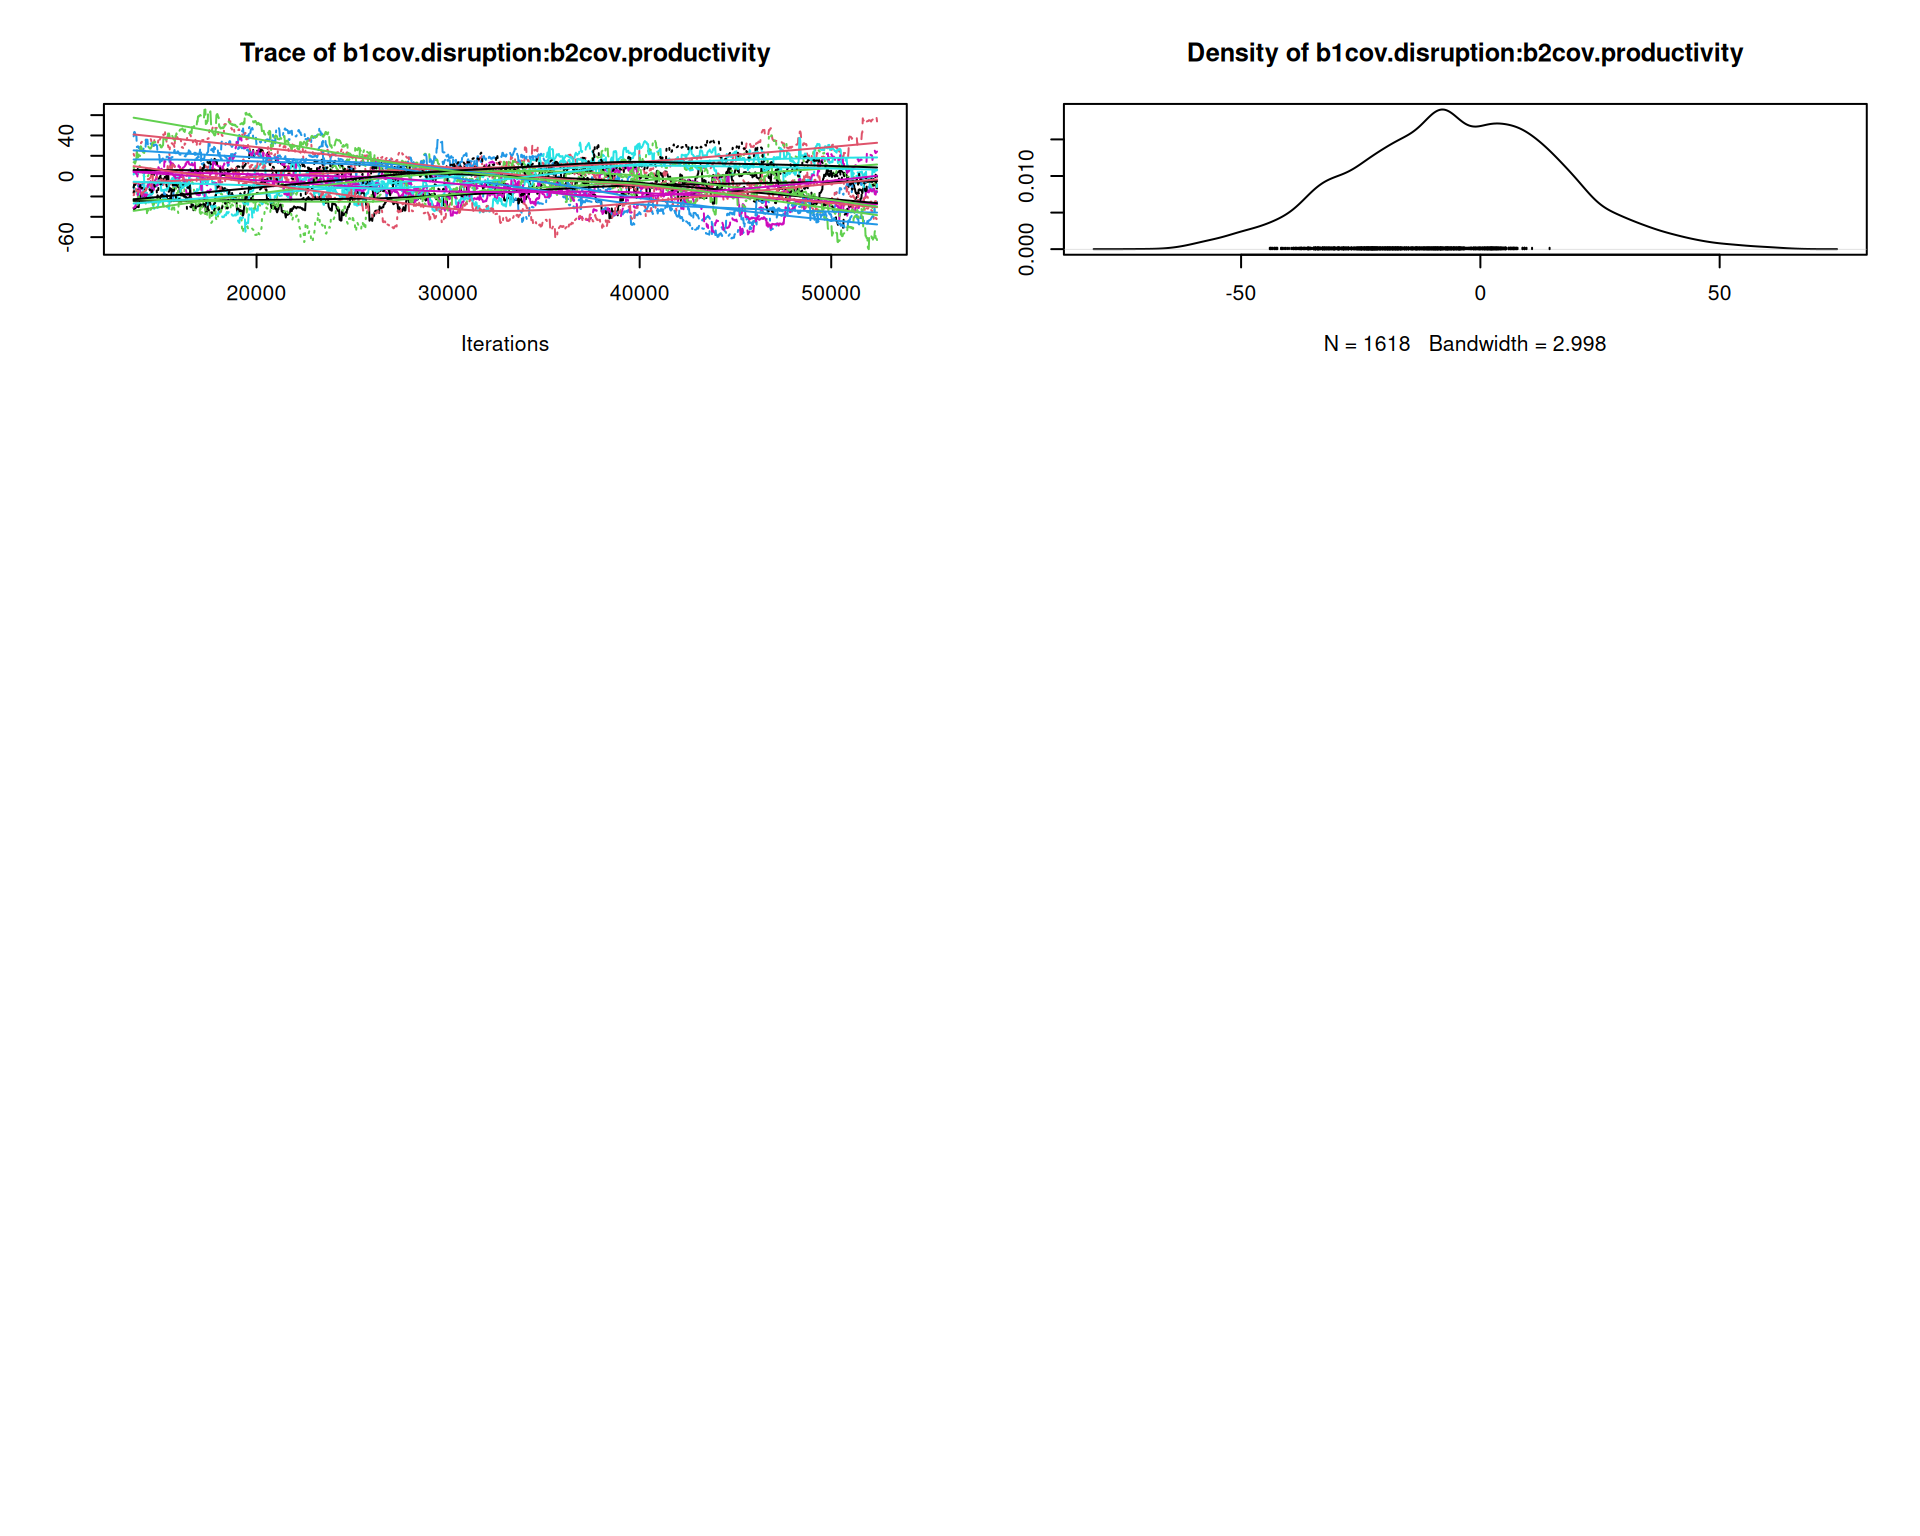 Trace of b1cov.disruption:b2cov.productivity
40
0
-60
20000 30000 40000 50000
Iterations
Density of b1cov.disruption:b2cov.productivity
0.010
0.000
-50 0 50
N = 1618 Bandwidth = 2.998